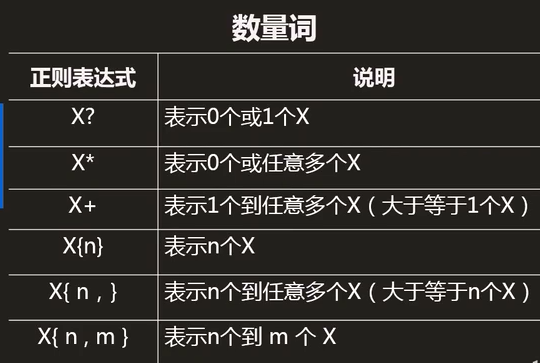 数量词
正则表达式 说明
X? 表示0个或1个X
X* 表示0个或任意多个X
X+ 表示1个到任意多个X（大于等于1个X）
X{n} 表示n个X
X{ n , } 表示n个到任意多个X（大于等于n个X）
X{ n , m } 表示n个到 m 个 X